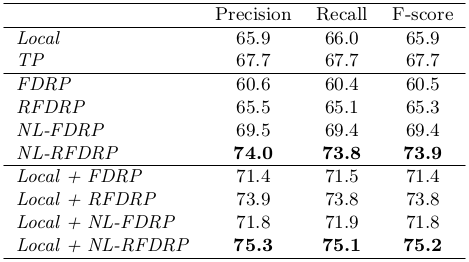 Precision Recall F-score
Local 65.9 66.0 65.9
TP 67.7 67.7 67.7
FDRP 60.6 60.4 60.5
RFDRP 65.5 65.1 65.3
NL-FDRP 69.5 69.4 69.4
NL-RFDRP 74.0 73.8 73.9
Local + FDRP 71.4 71.5 71.4
Local + RFDRP 73.9 73.8 73.8
Local + NL-FDRP 71.8 71.9 71.8
Local + NL-RFDRP 75.3 75.1 75.2